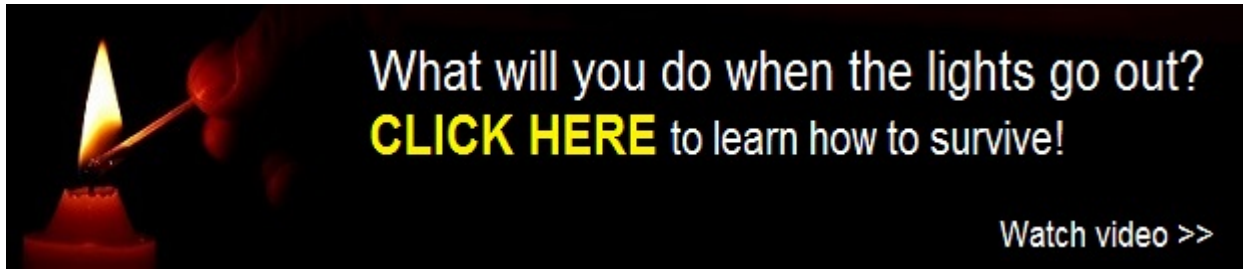 What will you do when the lights go out?
CLICK HERE to learn how to survive!
Watch video >>